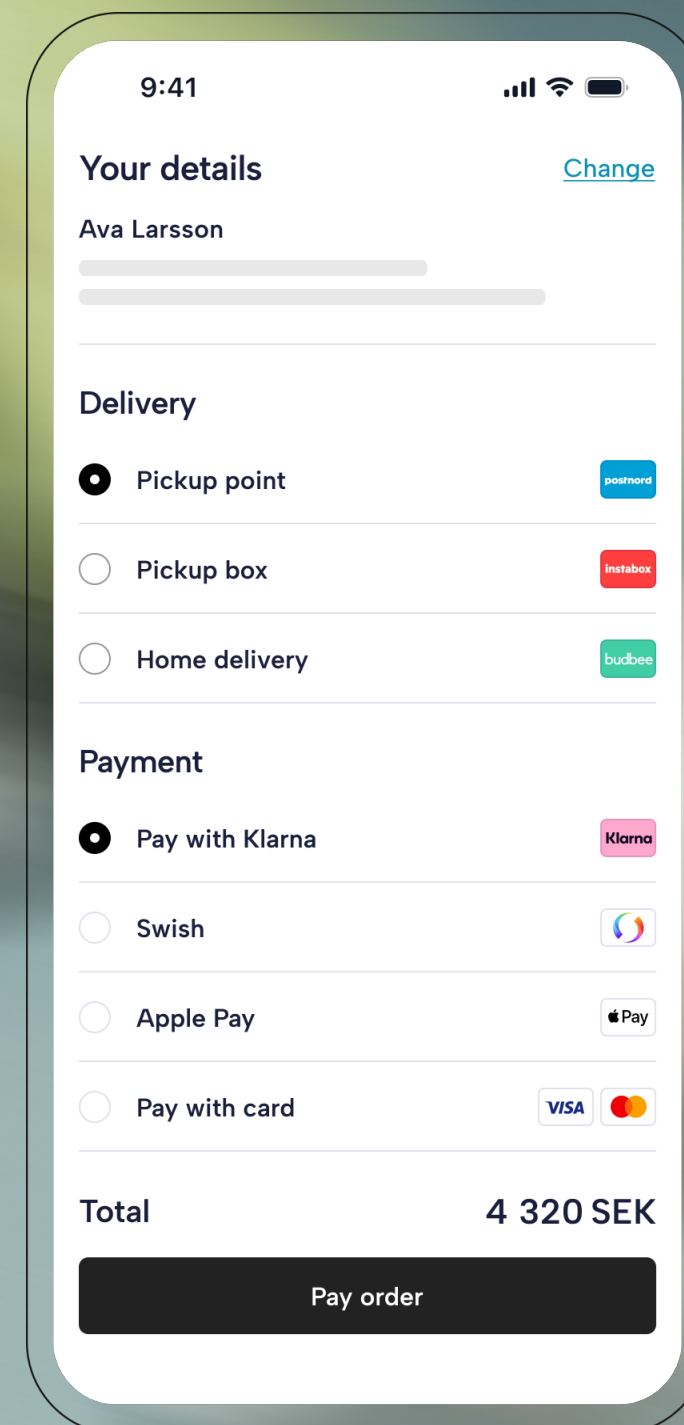 9:41
Your details
Change
Ava Larsson
Delivery
Pickup point
postnord
Pickup box
instabox
Home delivery
budbee
Payment
Pay with Klarna
Klarna
Swish
Apple Pay
Pay
Pay with card
VISA
Total
4 320 SEK
Pay order